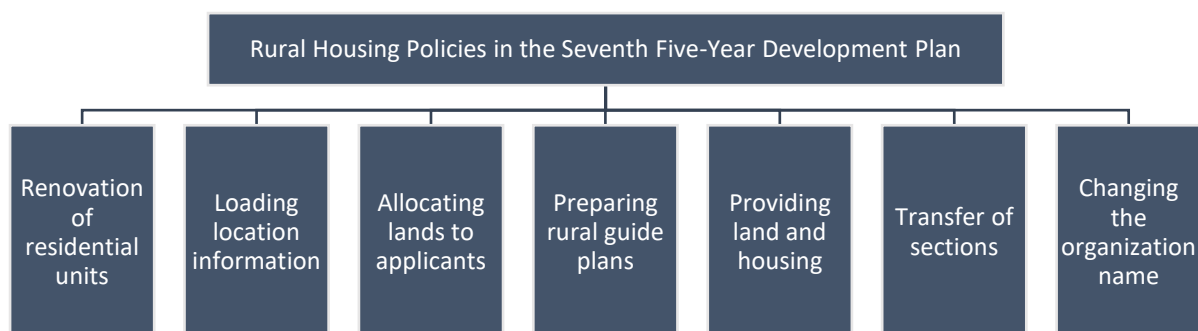 Rural Housing Policies in the Seventh Five-Year Development Plan
Renovation
of
residential
units
Loading
location
information
Allocating
lands to
applicants
Preparing
rural guide
plans
Providing
land and
housing
Transfer of
sections
Changing
the
organization
name